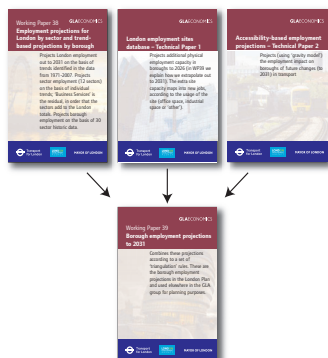 GLAECONOMICS
Working Paper 38
Employment projections for
London by sector and trend-
based projections by borough
Projects London employment
out to 2031 on the basis of
trends identified in the data
from 1971-2007. Projects
sector employment (12 sectors)
on the basis of individual
trends; 'Business Services' is
the residual, in order that the
sectors add to the London
totals. Projects borough
employment on the basis of 30
sector historic data.
Transport
for London
MAYOR OF LONDON
GLAECONOMICS
London employment sites
database – Technical Paper 1
Projects additional physical
employment capacity in
boroughs to 2026 (in WP39 we
explain how we extrapolate out
to 2031). The extra site
capacity maps into new jobs,
according to the usage of the
site (office space, industrial
space or 'other').
Transport
for London
MAYOR OF LONDON
GLAECONOMICS
Accessibility-based employment
projections – Technical Paper 2
Projects (using 'gravity model')
the employment impact on
boroughs of future changes (to
2031) in transport
Transport
for London
MAYOR OF LONDON
GLAECONOMICS
Working Paper 39
Borough employment projections
to 2031
Combines these projections
according to a set of
'triangulation' rules. These are
the borough employment
projections in the London Plan
and used elsewhere in the GLA
group for planning purposes.
Transport
for London
MAYOR OF LONDON